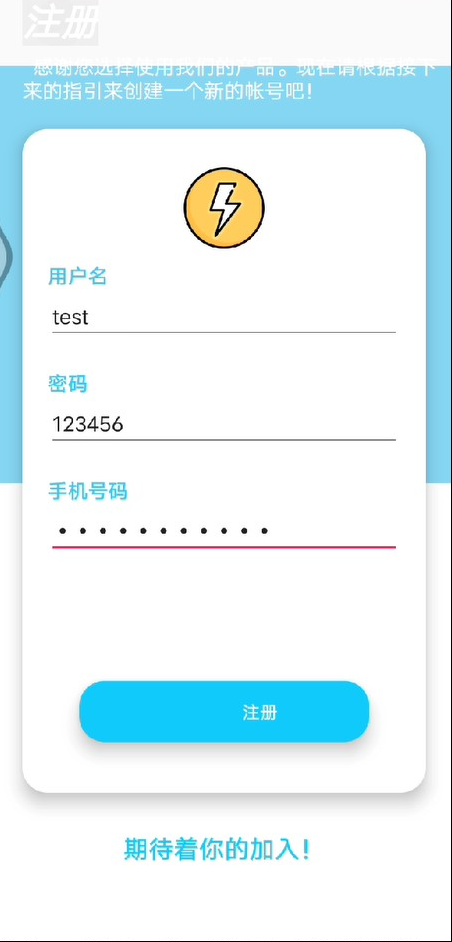 注册
感谢您选择使用我们的产品。现在请根据接下
来的指引来创建一个新的帐号吧！
用户名
test
密码
123456
手机号码
•••••••••••
注册
期待着你的加入！